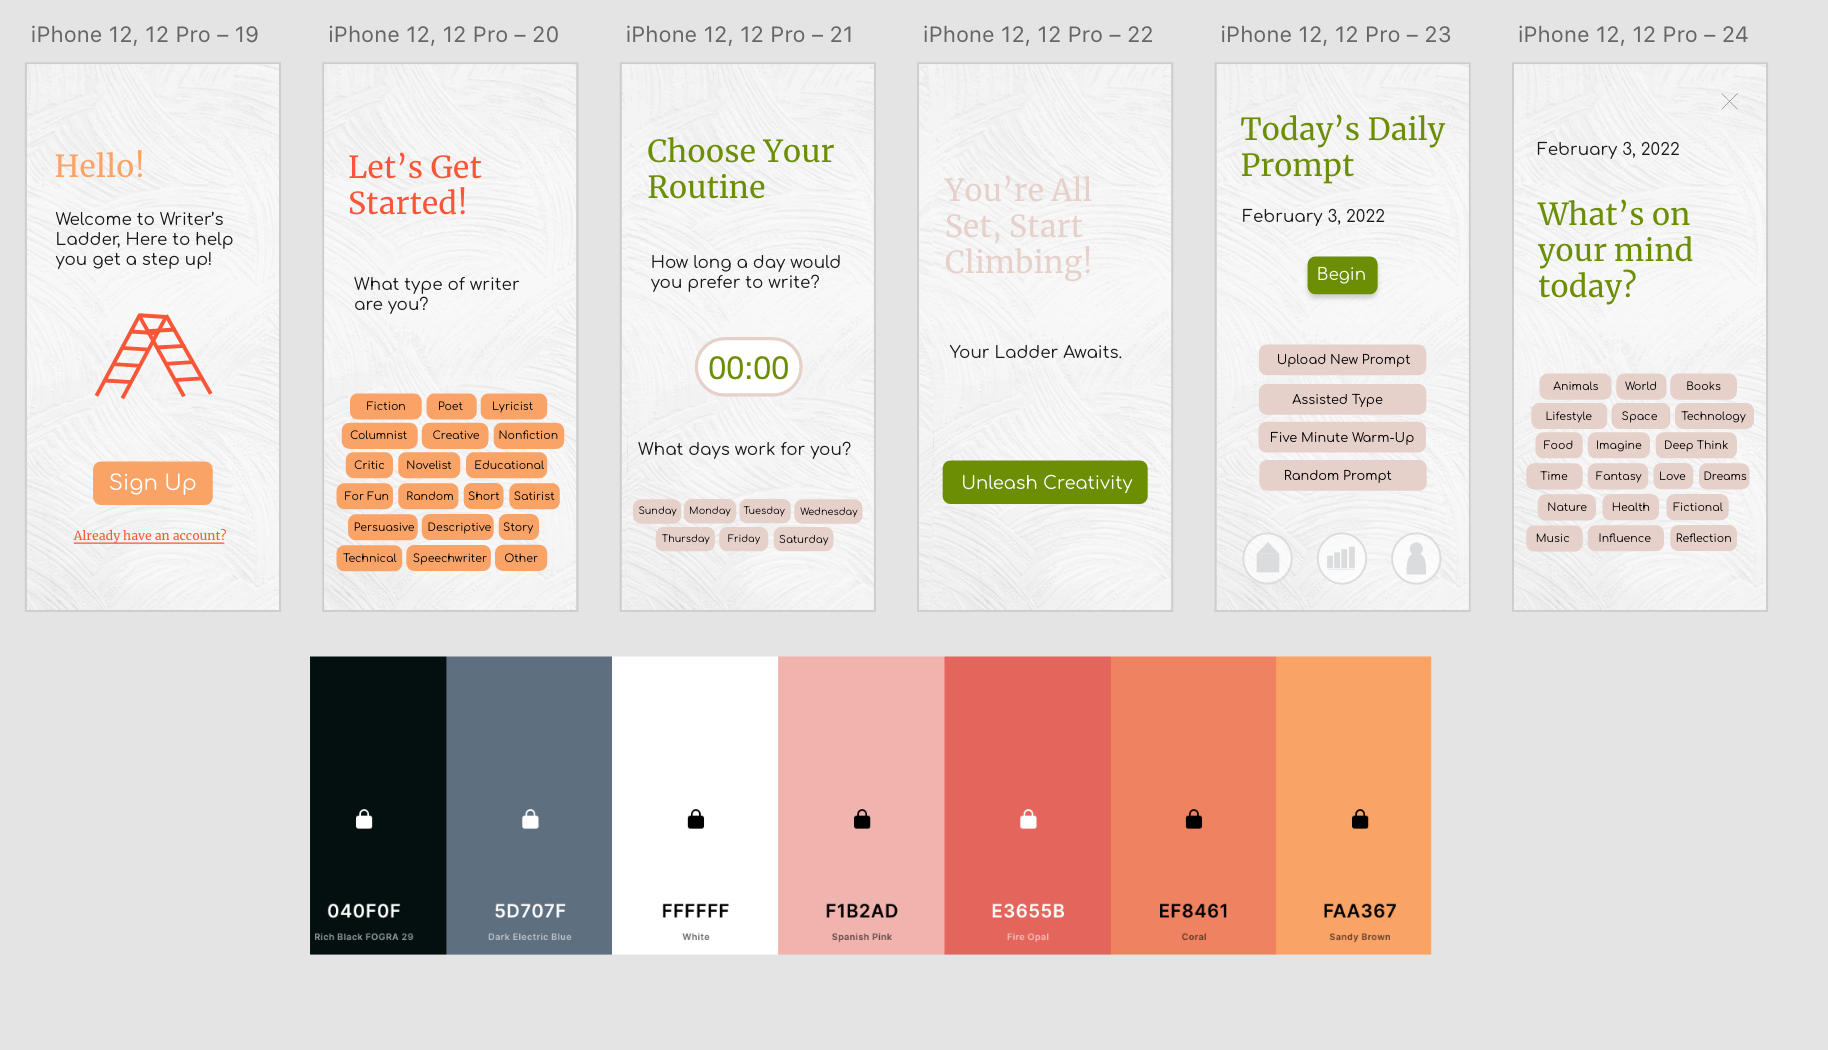 iPhone 12, 12 Pro – 19
Hello!
Welcome to Writer's
Ladder, Here to help
you get a step up!
Sign Up
Already have an account?
iPhone 12, 12 Pro – 20
Let's Get
Started!
What type of writer
are you?
Fiction Poet Lyricist
Columnist Creative Nonfiction
Critic Novelist Educational
For Fun Random Short Satirist
Persuasive Descriptive Story
Technical Speechwriter Other
iPhone 12, 12 Pro – 21
Choose Your
Routine
How long a day would
you prefer to write?
00:00
What days work for you?
Sunday Monday Tuesday Wednesday
Thursday Friday Saturday
iPhone 12, 12 Pro – 22
You're All
Set, Start
Climbing!
Your Ladder Awaits.
Unleash Creativity
iPhone 12, 12 Pro – 23
Today's Daily
Prompt
February 3, 2022
Begin
Upload New Prompt
Assisted Type
Five Minute Warm-Up
Random Prompt
iPhone 12, 12 Pro – 24
February 3, 2022
What's on
your mind
today?
Animals World Books
Lifestyle Space Technology
Food Imagine Deep Think
Time Fantasy Love Dreams
Nature Health Fictional
Music Influence Reflection
040F0F
Rich Black FOGRA 29
5D707F
Dark Electric Blue
FFFFFF
White
F1B2AD
Spanish Pink
E3655B
Fire Opal
EF8461
Coral
FAA367
Sandy Brown